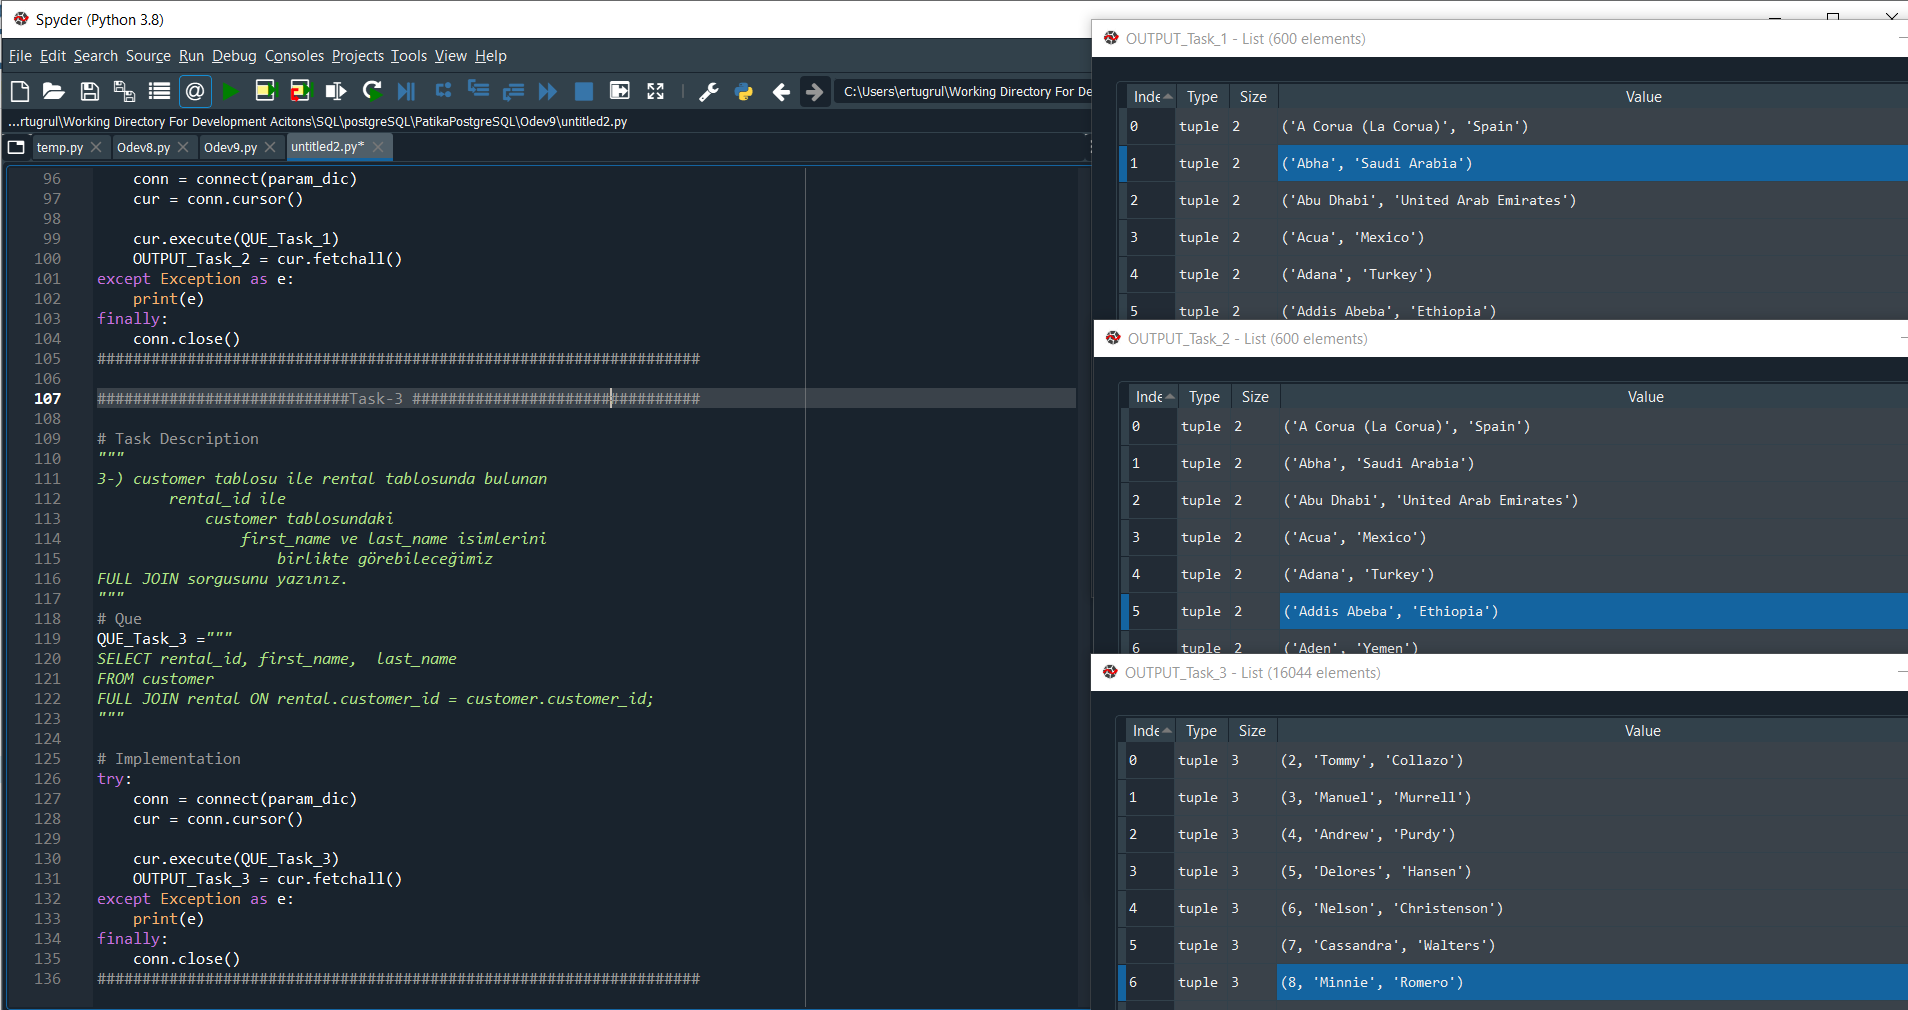 Spyder (Python 3.8)
File Edit Search Source Run Debug Consoles Projects Tools View Help
C:\Users\ertugrul\Working Directory For De
...rtugrul\Working Directory For Development Acitons\SQL\postgreSQL\PatikaPostgreSQL\Odev9\untitled2.py
temp.py Odev8.py Odev9.py untitled2.py*
96 conn = connect(param_dic)
97 cur = conn.cursor()
98
99 cur.execute(QUE_Task_1)
100 OUTPUT_Task_2 = cur.fetchall()
101 except Exception as e:
102 print(e)
103 finally:
104 conn.close()
105 ###################################################################
106
107 ############################Task-3 ################################
108
109 # Task Description
110 """
111 3-) customer tablosu ile rental tablosunda bulunan
112 rental_id ile
113 customer tablosundaki
114 first_name ve last_name isimlerini
115 birlikte görebileceğimiz
116 FULL JOIN sorgusunu yazınız.
117 """
118 # Que
119 QUE_Task_3 ="""
120 SELECT rental_id, first_name,  last_name
121 FROM customer
122 FULL JOIN rental ON rental.customer_id = customer.customer_id;
123 """
124
125 # Implementation
126 try:
127 conn = connect(param_dic)
128 cur = conn.cursor()
129
130 cur.execute(QUE_Task_3)
131 OUTPUT_Task_3 = cur.fetchall()
132 except Exception as e:
133 print(e)
134 finally:
135 conn.close()
136 ###################################################################
OUTPUT_Task_1 - List (600 elements)
Inde Type Size Value
0 tuple 2 ('A Corua (La Corua)', 'Spain')
1 tuple 2 ('Abha', 'Saudi Arabia')
2 tuple 2 ('Abu Dhabi', 'United Arab Emirates')
3 tuple 2 ('Acua', 'Mexico')
4 tuple 2 ('Adana', 'Turkey')
5 tuple 2 ('Addis Abeba', 'Ethiopia')
OUTPUT_Task_2 - List (600 elements)
Inde Type Size Value
0 tuple 2 ('A Corua (La Corua)', 'Spain')
1 tuple 2 ('Abha', 'Saudi Arabia')
2 tuple 2 ('Abu Dhabi', 'United Arab Emirates')
3 tuple 2 ('Acua', 'Mexico')
4 tuple 2 ('Adana', 'Turkey')
5 tuple 2 ('Addis Abeba', 'Ethiopia')
6 tuple 2 ('Aden', 'Yemen')
OUTPUT_Task_3 - List (16044 elements)
Inde Type Size Value
0 tuple 3 (2, 'Tommy', 'Collazo')
1 tuple 3 (3, 'Manuel', 'Murrell')
2 tuple 3 (4, 'Andrew', 'Purdy')
3 tuple 3 (5, 'Delores', 'Hansen')
4 tuple 3 (6, 'Nelson', 'Christenson')
5 tuple 3 (7, 'Cassandra', 'Walters')
6 tuple 3 (8, 'Minnie', 'Romero')